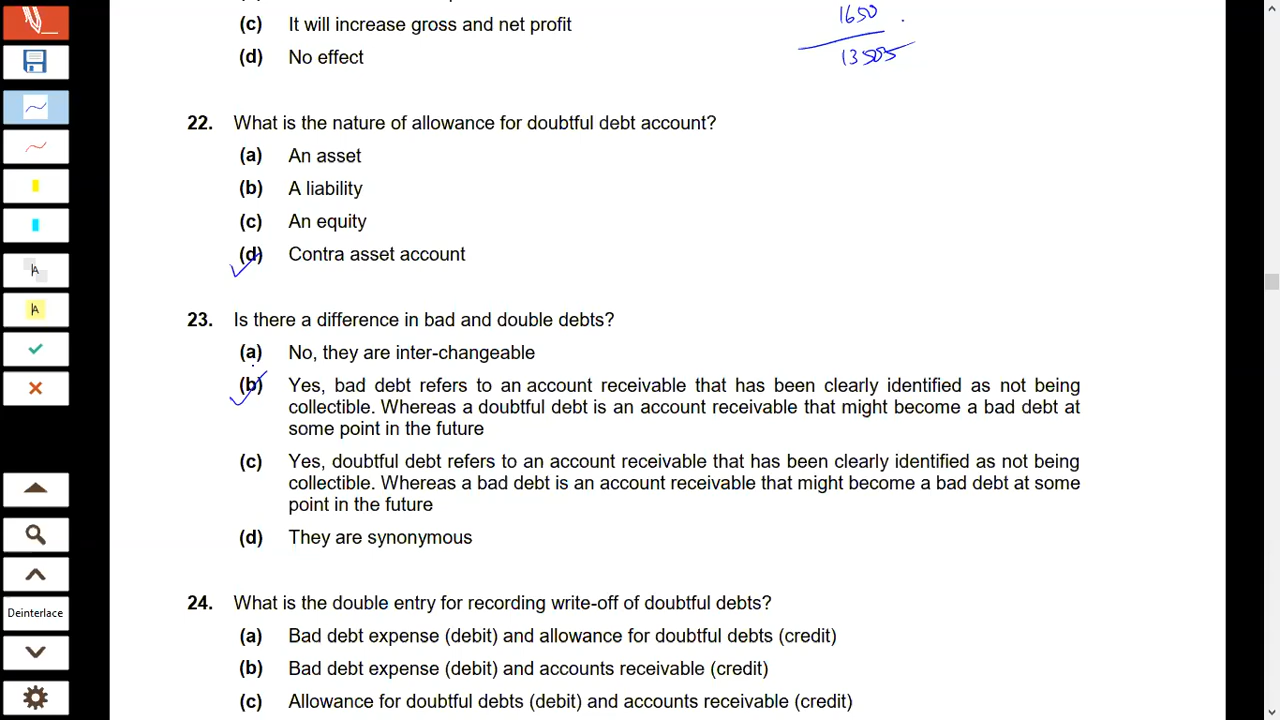 (c) It will increase gross and net profit
1650
(d) No effect
13505
22. What is the nature of allowance for doubtful debt account?
(a) An asset
(b) A liability
(c) An equity
(d) Contra asset account
23. Is there a difference in bad and double debts?
(a) No, they are inter-changeable
(b) Yes, bad debt refers to an account receivable that has been clearly identified as not being
collectible. Whereas a doubtful debt is an account receivable that might become a bad debt at
some point in the future
(c) Yes, doubtful debt refers to an account receivable that has been clearly identified as not being
collectible. Whereas a bad debt is an account receivable that might become a bad debt at some
point in the future
(d) They are synonymous
Deinterlace
24. What is the double entry for recording write-off of doubtful debts?
(a) Bad debt expense (debit) and allowance for doubtful debts (credit)
(b) Bad debt expense (debit) and accounts receivable (credit)
(c) Allowance for doubtful debts (debit) and accounts receivable (credit)